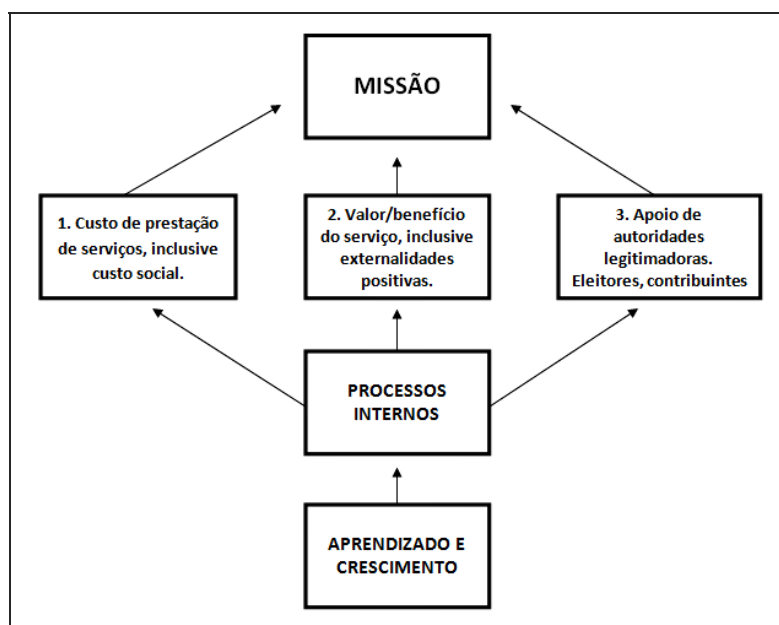 MISSÃO
1. Custo de prestação
de serviços, inclusive
custo social.
2. Valor/benefício
do serviço, inclusive
externalidades
positivas.
3. Apoio de
autoridades
legitimadoras.
Eleitores, contribuintes
PROCESSOS
INTERNOS
APRENDIZADO E
CRESCIMENTO